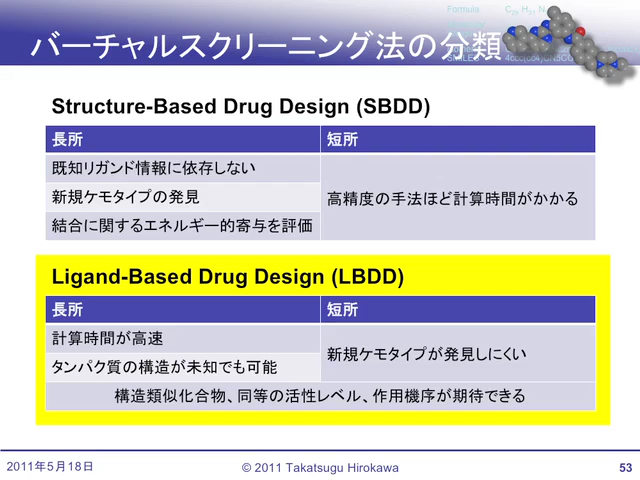 Formula
バーチャルスクリーニング法の分類
SMILES
Structure-Based Drug Design (SBDD)
長所 短所
既知リガンド情報に依存しない
新規ケモタイプの発見
高精度の手法ほど計算時間がかかる
結合に関するエネルギー的寄与を評価
Ligand-Based Drug Design (LBDD)
長所 短所
計算時間が高速
新規ケモタイプが発見しにくい
タンパク質の構造が未知でも可能
構造類似化合物、同等の活性レベル、作用機序が期待できる
2011年5月18日
© 2011 Takatsugu Hirokawa
53